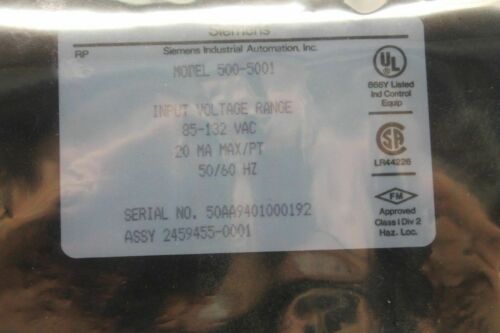 Siemens
RP Siemens Industrial Automation, Inc.
MODEL 500-5001
INPUT VOLTAGE RANGE
85-132 VAC
20 MA MAX/PT
50/60 HZ
SERIAL NO. 50AA9401000192
ASSY 2459455-0001
UL
866Y Listed
Ind Control
Equip
SA
LR44226
FM
Approved
Class I Div 2
Haz. Loc.